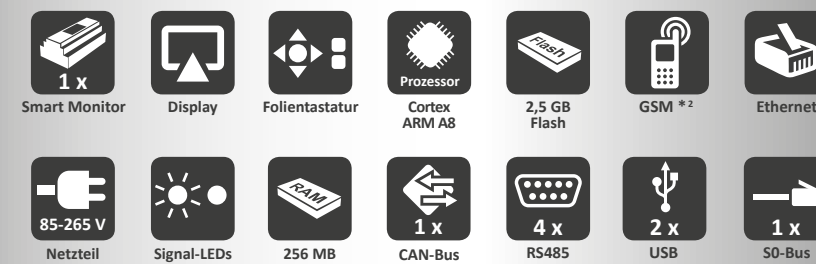 1 x
Smart Monitor
Display
Folientastatur
Prozessor
Cortex
ARM A8
Flash
2,5 GB
Flash
GSM *²
Ethernet
85-265 V
Netzteil
Signal-LEDs
RAM
256 MB
1 x
CAN-Bus
4 x
RS485
2 x
USB
1 x
S0-Bus